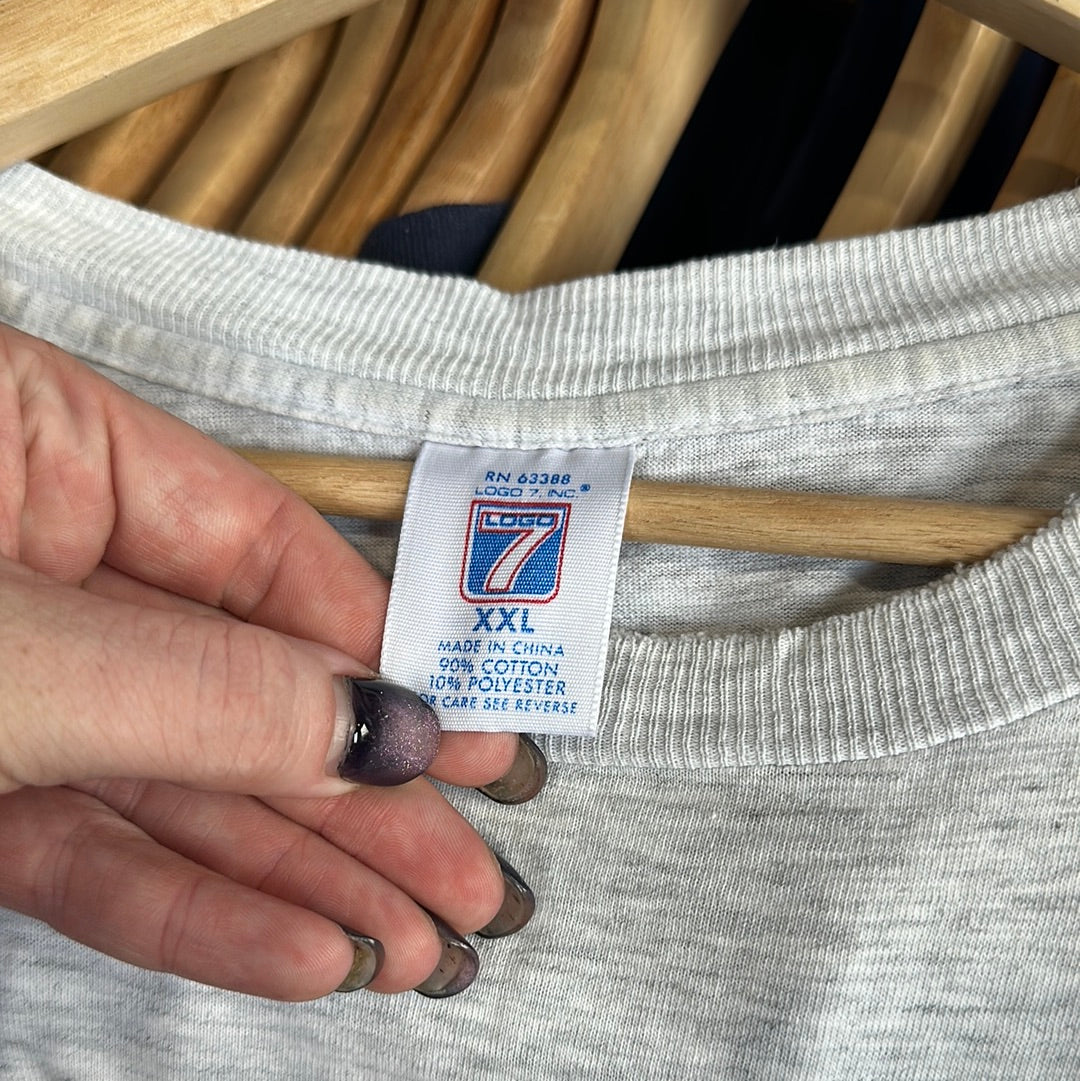 RN 63388
LOGO 7, INC.®
LOGO
7
XXL
MADE IN CHINA
90% COTTON
10% POLYESTER
OR CARE SEE REVERSE